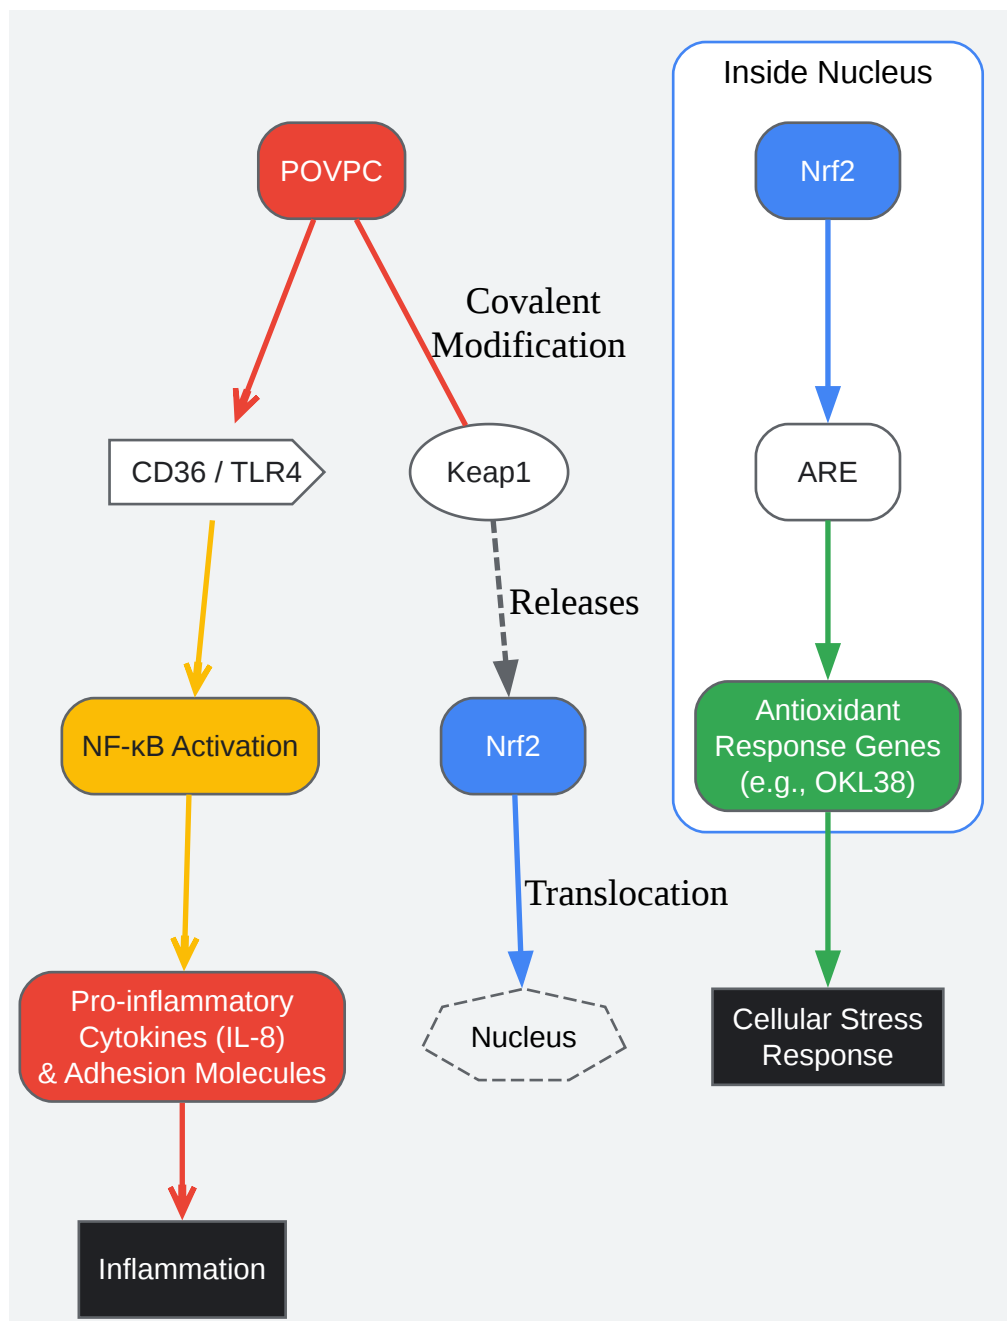 Inside Nucleus
POVPC
Nrf2
Covalent
Modification
CD36 / TLR4
Keap1
ARE
Releases
NF-κB Activation
Nrf2
Antioxidant
Response Genes
(e.g., OKL38)
Translocation
Pro-inflammatory
Cytokines (IL-8)
& Adhesion Molecules
Nucleus
Cellular Stress
Response
Inflammation